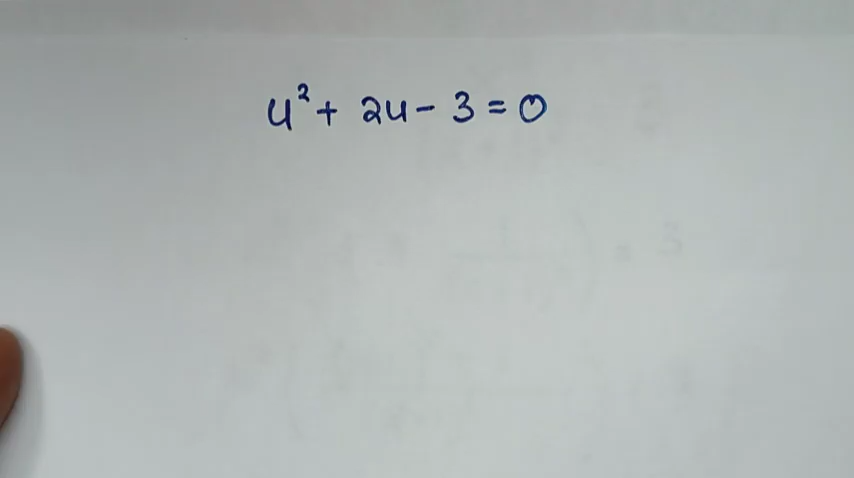 u² + 2u - 3 = 0